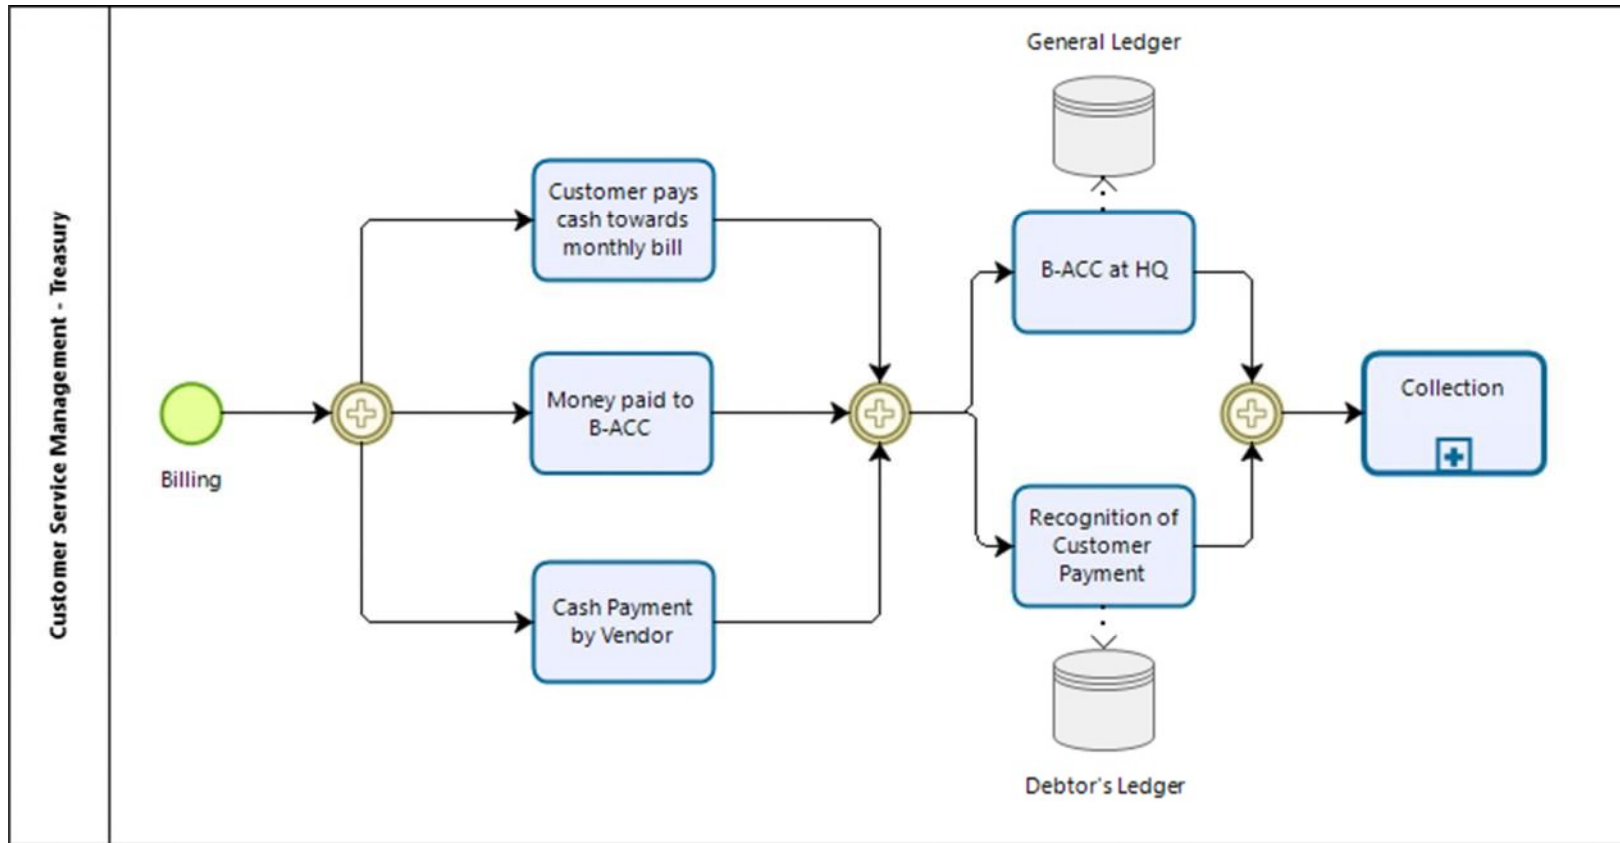 Customer Service Management - Treasury
Billing
Customer pays
cash towards
monthly bill
Money paid to
B-ACC
Cash Payment
by Vendor
General Ledger
B-ACC at HQ
Recognition of
Customer
Payment
Debtor's Ledger
Collection